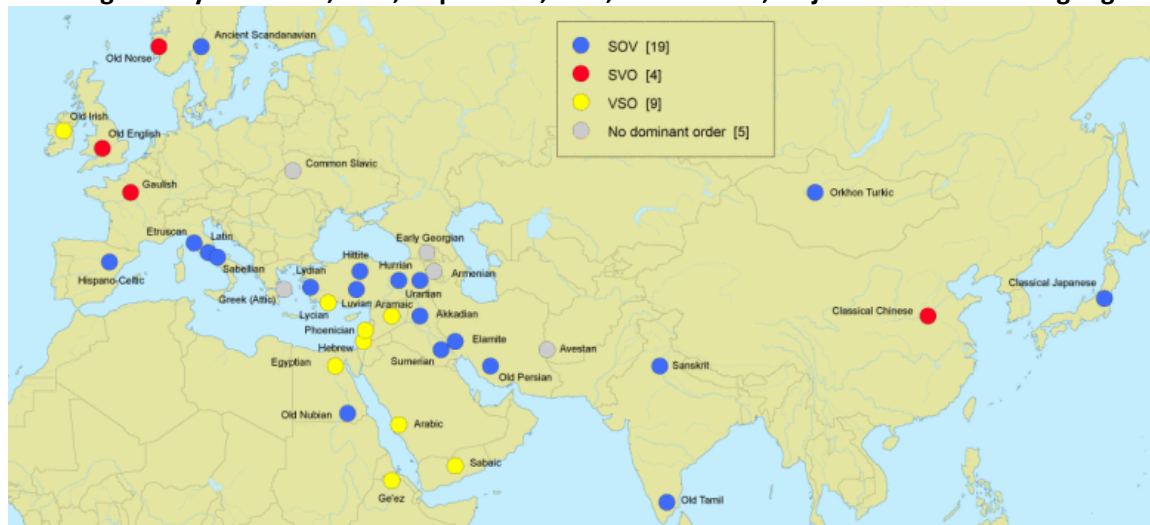 SOV [19]
SVO [4]
VSO [9]
No dominant order [5]
Ancient Scandanavian
Old Norse
Old Irish
Old English
Common Slavic
Gaulish
Orkhon Turkic
Etruscan
Latin
Sabellian
Hispano-Celtic
Early Georgian
Hittite
Hurrian
Armenian
Lydian
Urartian
Greek (Attic)
Luvian
Aramaic
Lycian
Classical Japanese
Classical Chinese
Akkadian
Phoenician
Hebrew
Elamite
Sumerian
Avestan
Egyptian
Old Persian
Sanskrit
Old Nubian
Arabic
Sabaic
Ge'ez
Old Tamil